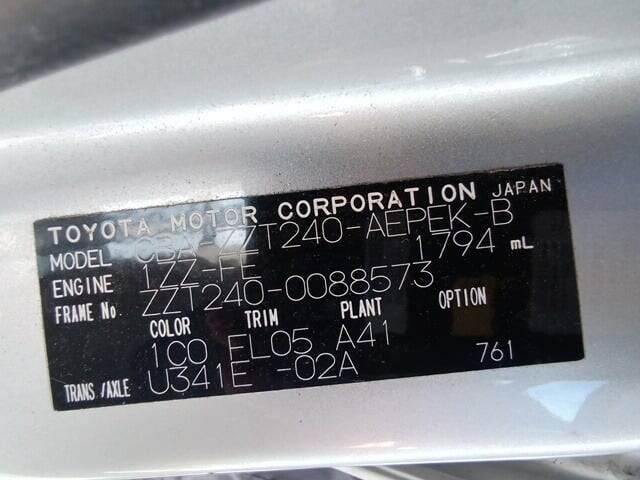 TOYOTA MOTOR CORPORATION JAPAN
MODEL CBA-ZZT240-AEPEK-B
ENGINE 1ZZ-FE 1794 mL
FRAME No. ZZT240-0088573
COLOR TRIM PLANT OPTION
1C0 FL05 A41
TRANS/AXLE U341E -02A 761